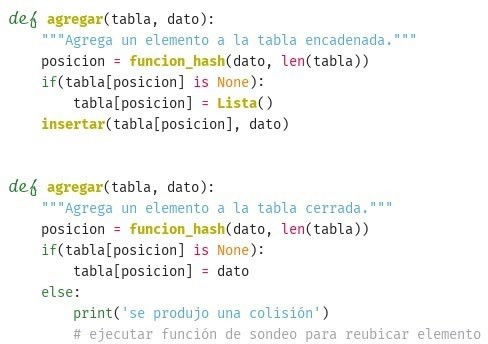 def agregar(tabla, dato):
    """Agrega un elemento a la tabla encadenada."""
    posicion = funcion_hash(dato, len(tabla))
    if(tabla[posicion] is None):
        tabla[posicion] = Lista()
    insertar(tabla[posicion], dato)
def agregar(tabla, dato):
    """Agrega un elemento a la tabla cerrada."""
    posicion = funcion_hash(dato, len(tabla))
    if(tabla[posicion] is None):
        tabla[posicion] = dato
    else:
        print('se produjo una colisión')
        # ejecutar función de sondeo para reubicar elemento